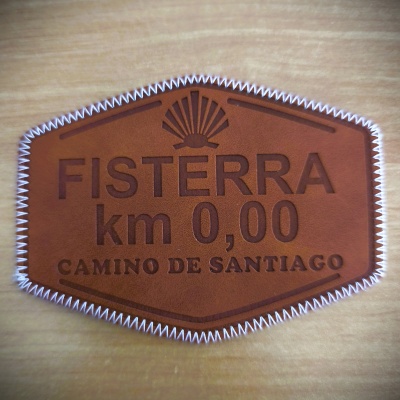 FISTERRA
km 0,00
CAMINO DE SANTIAGO